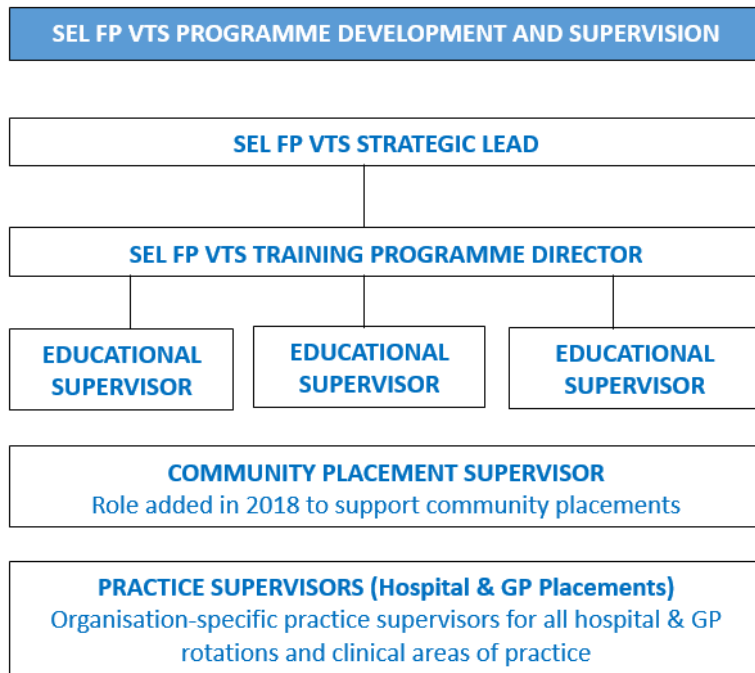 SEL FP VTS PROGRAMME DEVELOPMENT AND SUPERVISION
SEL FP VTS STRATEGIC LEAD
SEL FP VTS TRAINING PROGRAMME DIRECTOR
EDUCATIONAL
SUPERVISOR
EDUCATIONAL
SUPERVISOR
EDUCATIONAL
SUPERVISOR
COMMUNITY PLACEMENT SUPERVISOR
Role added in 2018 to support community placements
PRACTICE SUPERVISORS (Hospital & GP Placements)
Organisation-specific practice supervisors for all hospital & GP
rotations and clinical areas of practice